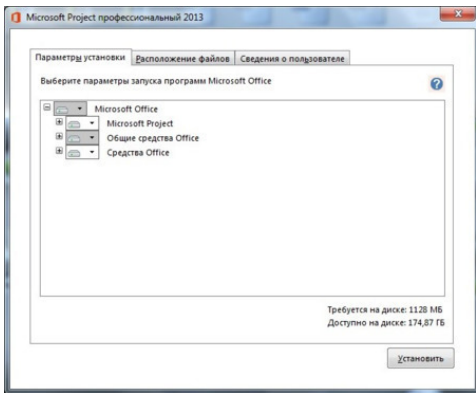 Microsoft Project профессиональный 2013
Параметры установки Расположение файлов Сведения о пользователе
Выберите параметры запуска программ Microsoft Office
Microsoft Office
Microsoft Project
Общие средства Office
Средства Office
Требуется на диске: 1128 МБ
Доступно на диске: 174,87 ГБ
Установить